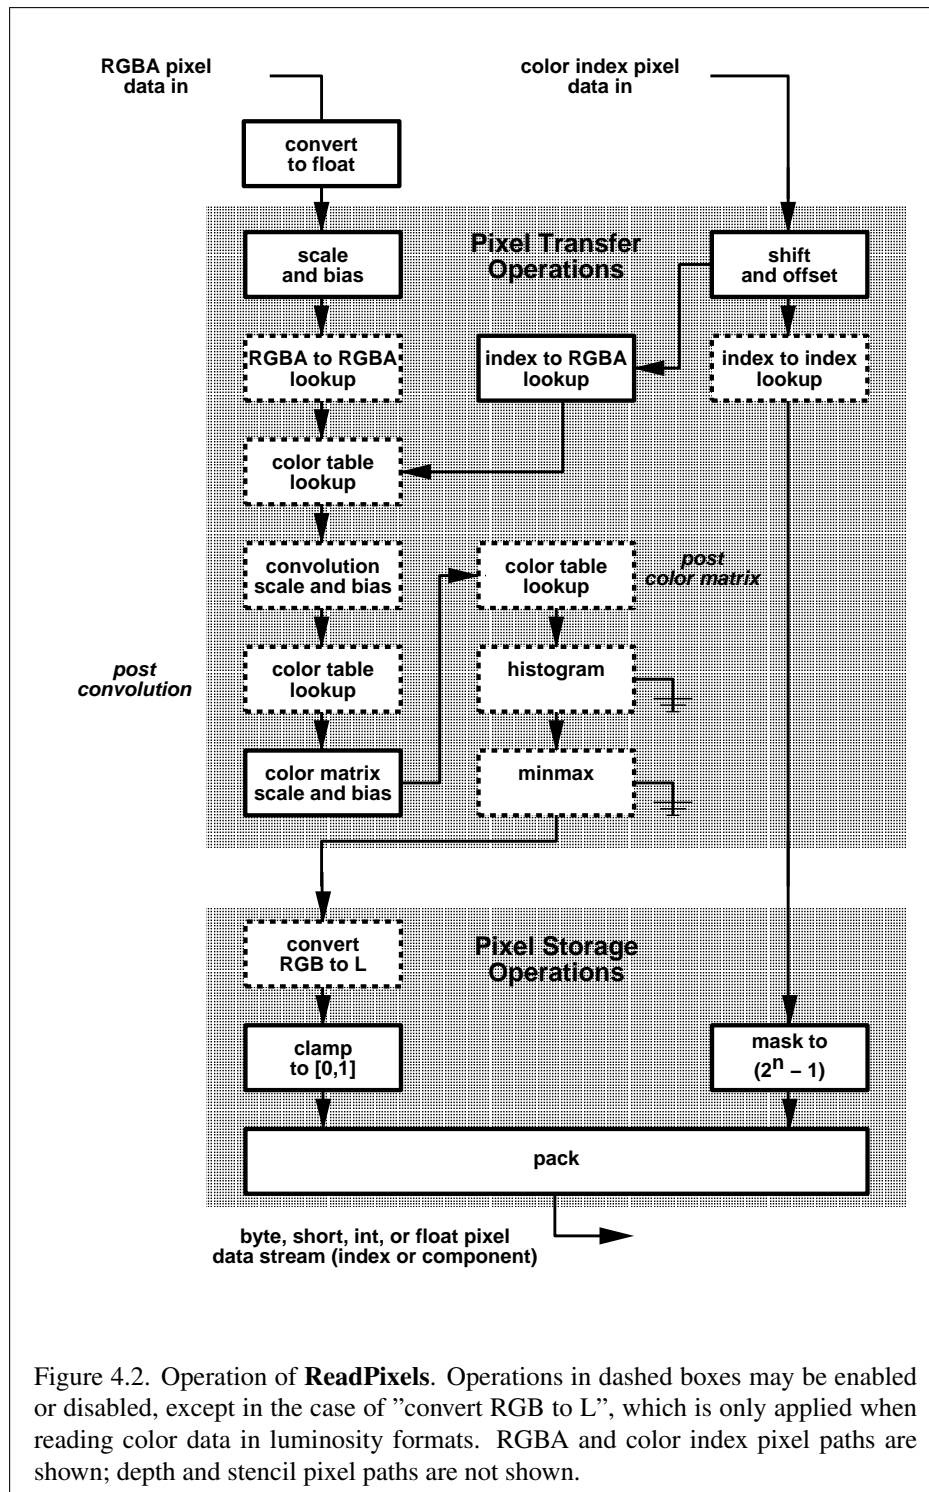 RGBA pixel
data in
color index pixel
data in
convert
to float
Pixel Transfer
Operations
scale
and bias
shift
and offset
RGBA to RGBA
lookup
index to RGBA
lookup
index to index
lookup
color table
lookup
convolution
scale and bias
color table
lookup
post
color matrix
post
convolution
color table
lookup
histogram
color matrix
scale and bias
minmax
convert
RGB to L
Pixel Storage
Operations
clamp
to [0,1]
mask to
(2ⁿ – 1)
pack
byte, short, int, or float pixel
data stream (index or component)
Figure 4.2. Operation of ReadPixels. Operations in dashed boxes may be enabled
or disabled, except in the case of ”convert RGB to L”, which is only applied when
reading color data in luminosity formats. RGBA and color index pixel paths are
shown; depth and stencil pixel paths are not shown.